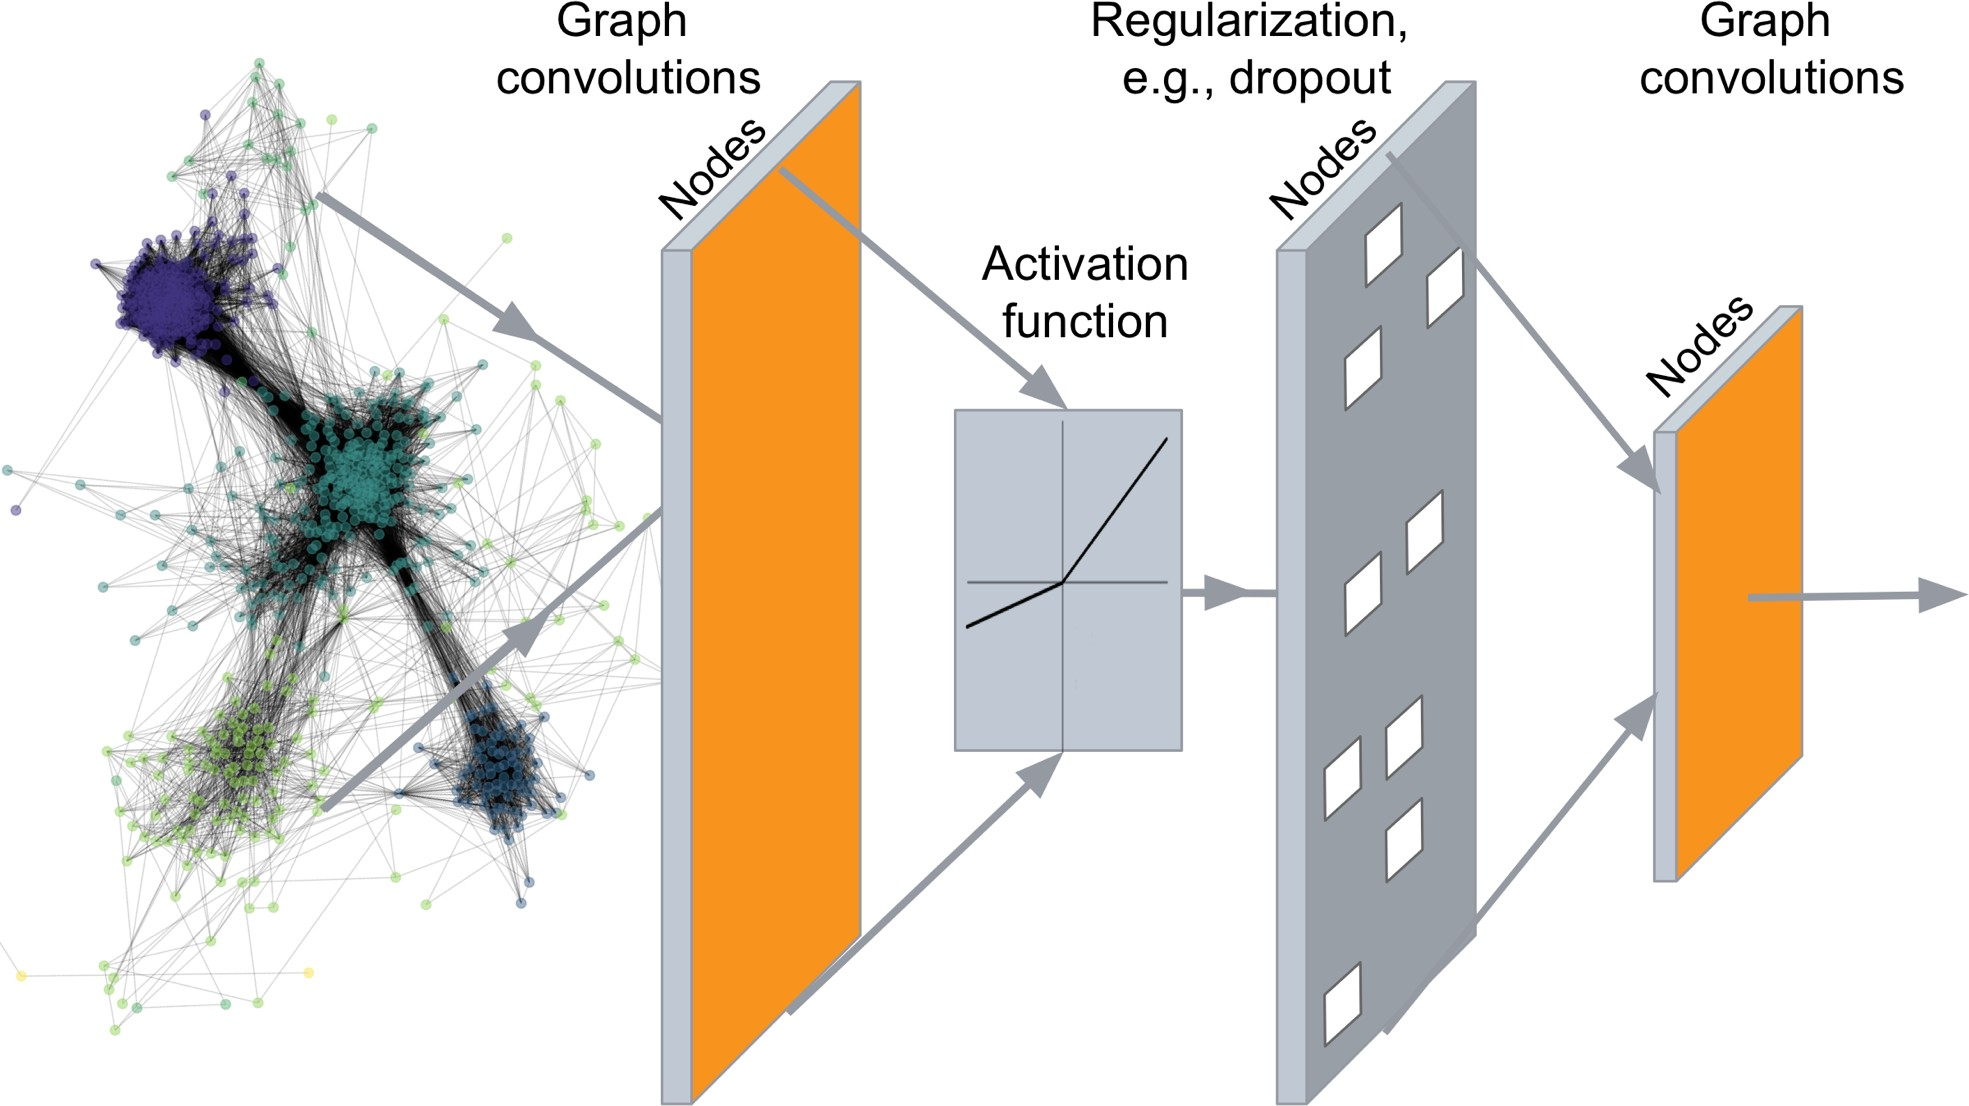 Graph
convolutions
Regularization,
e.g., dropout
Graph
convolutions
Nodes
Nodes
Activation
function
Nodes